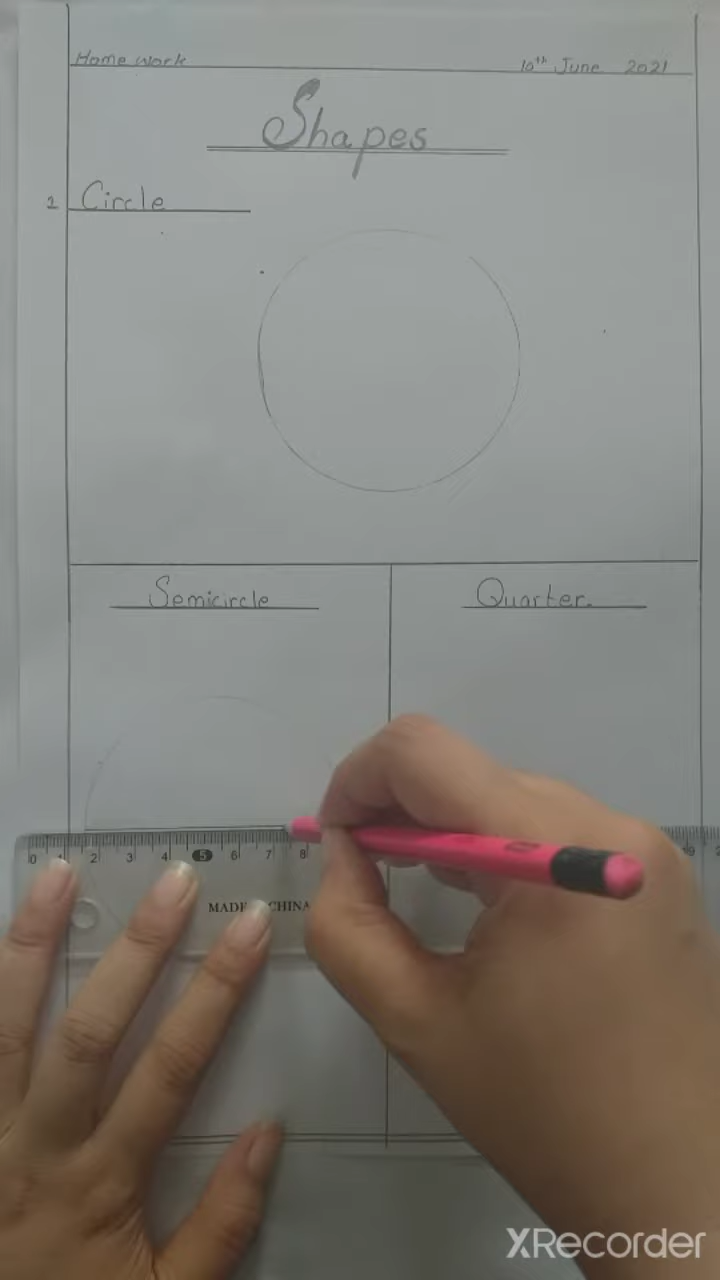 Home work 10th June 2021
Shapes
1 Circle
Semicircle Quarter.
0 1 2 3 4 5 6 7 8 19
MADE CHINA
XRecorder